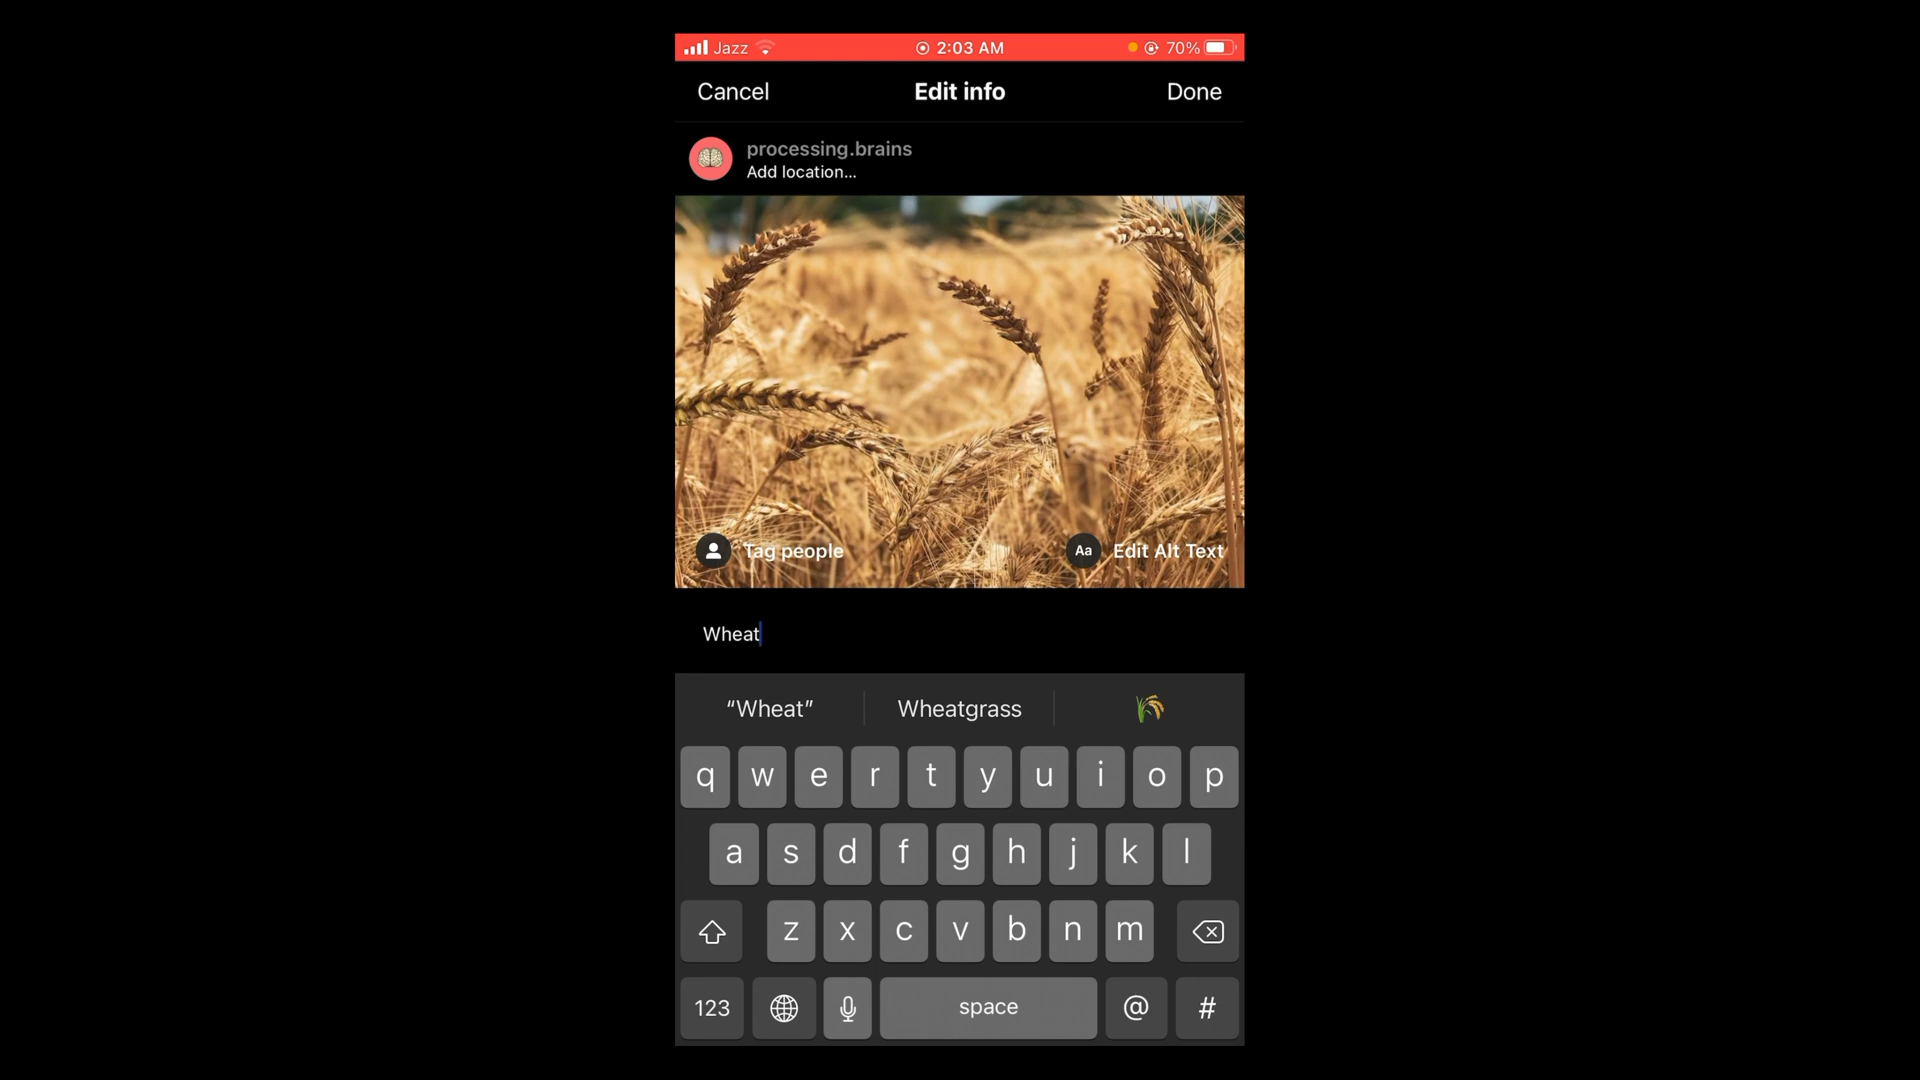 Jazz 2:03 AM 70%
Cancel Edit info Done
processing.brains
Add location...
Tag people Aa Edit Alt Text
Wheat
“Wheat” Wheatgrass
q w e r t y u i o p
a s d f g h j k l
z x c v b n m
123 space @ #